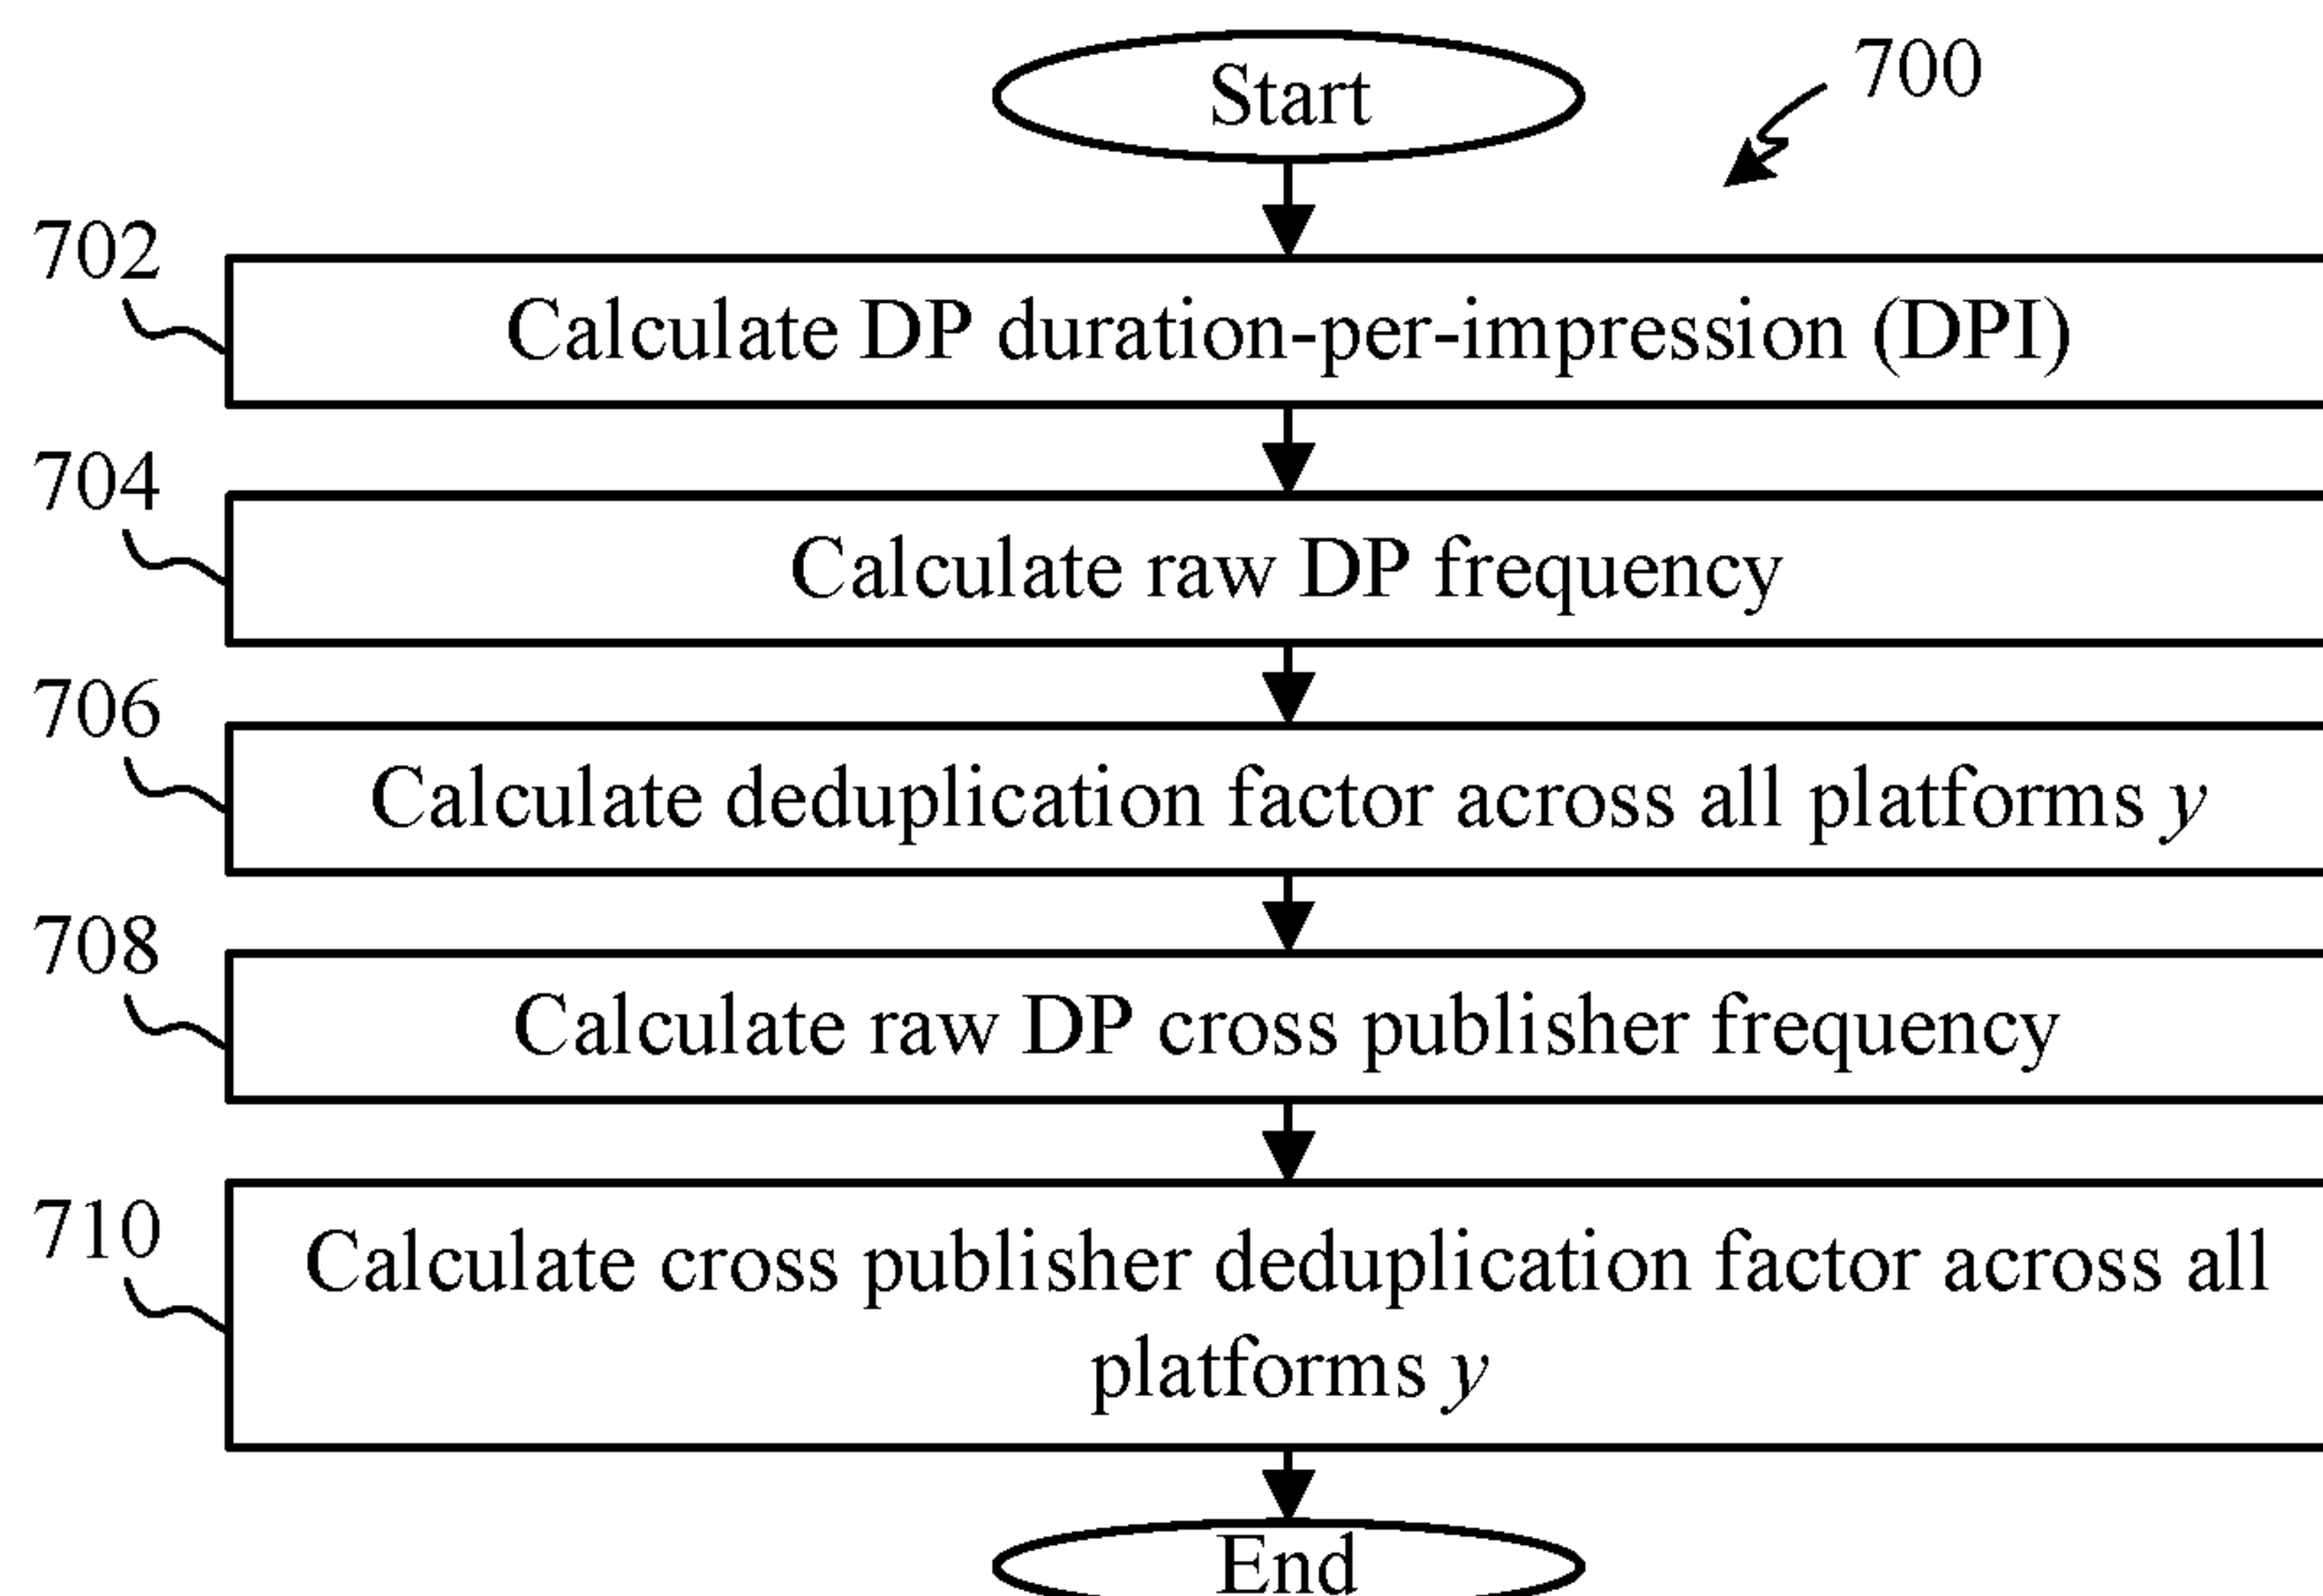 Start
700
702
Calculate DP duration-per-impression (DPI)
704
Calculate raw DP frequency
706
Calculate deduplication factor across all platforms y
708
Calculate raw DP cross publisher frequency
710
Calculate cross publisher deduplication factor across all
platforms y
End